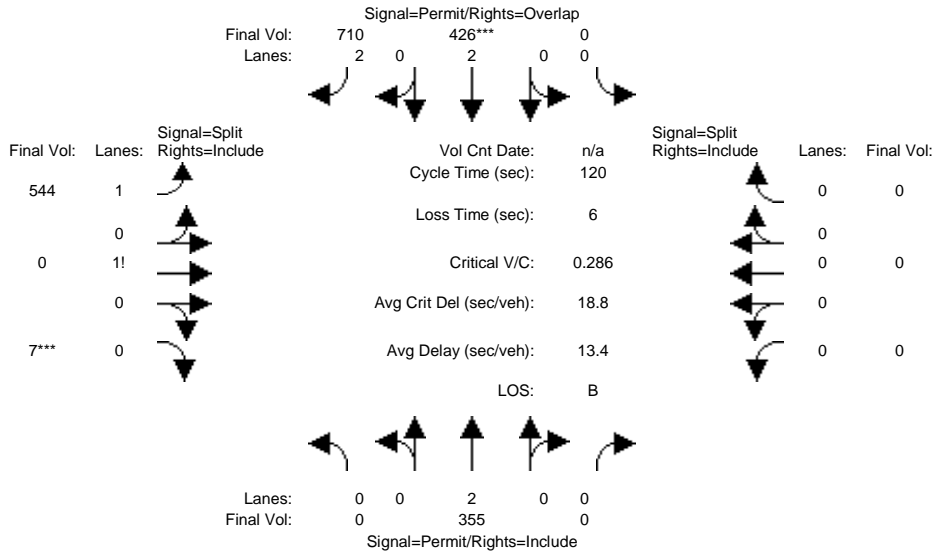 Signal=Permit/Rights=Overlap
Final Vol: 710 426*** 0
Lanes: 2 0 2 0 0
Signal=Split
Final Vol: Lanes: Rights=Include
Vol Cnt Date: n/a
Signal=Split
Rights=Include Lanes: Final Vol:
Cycle Time (sec): 120
544 1
0 0
Loss Time (sec): 6
0
0
0 1!
Critical V/C: 0.286
0 0
0
Avg Crit Del (sec/veh): 18.8
0
7*** 0
Avg Delay (sec/veh): 13.4
0 0
LOS: B
Lanes: 0 0 2 0 0
Final Vol: 0 355 0
Signal=Permit/Rights=Include